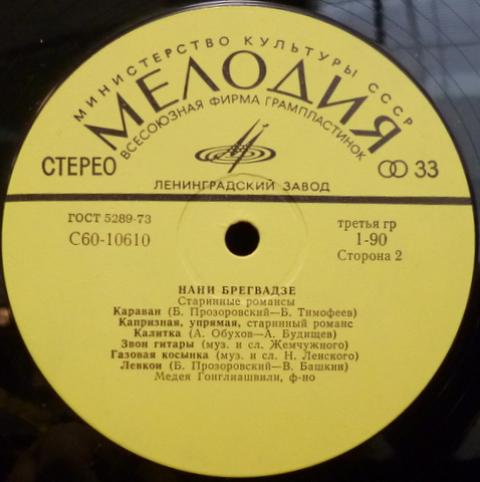 МИНИСТЕРСТВО КУЛЬТУРЫ СССР
МЕЛОДИЯ
ВСЕСОЮЗНАЯ ФИРМА ГРАМПЛАСТИНОК
СТЕРЕО 33
ЛЕНИНГРАДСКИЙ ЗАВОД
ГОСТ 5289-73 третья гр
С60-10610 1-90
Сторона 2
НАНИ БРЕГВАДЗЕ
Старинные романсы
Караван (Б. Прозоровский—Б. Тимофеев)
Капризная, упрямая, старинный романс
Калитка (А. Обухов—А. Будищев)
Звон гитары (муз. и сл. Жемчужного)
Газовая косынка (муз. и сл. Н. Ленского)
Левкои (Б. Прозоровский—В. Башкин)
Медея Гонглиашвили, ф-но